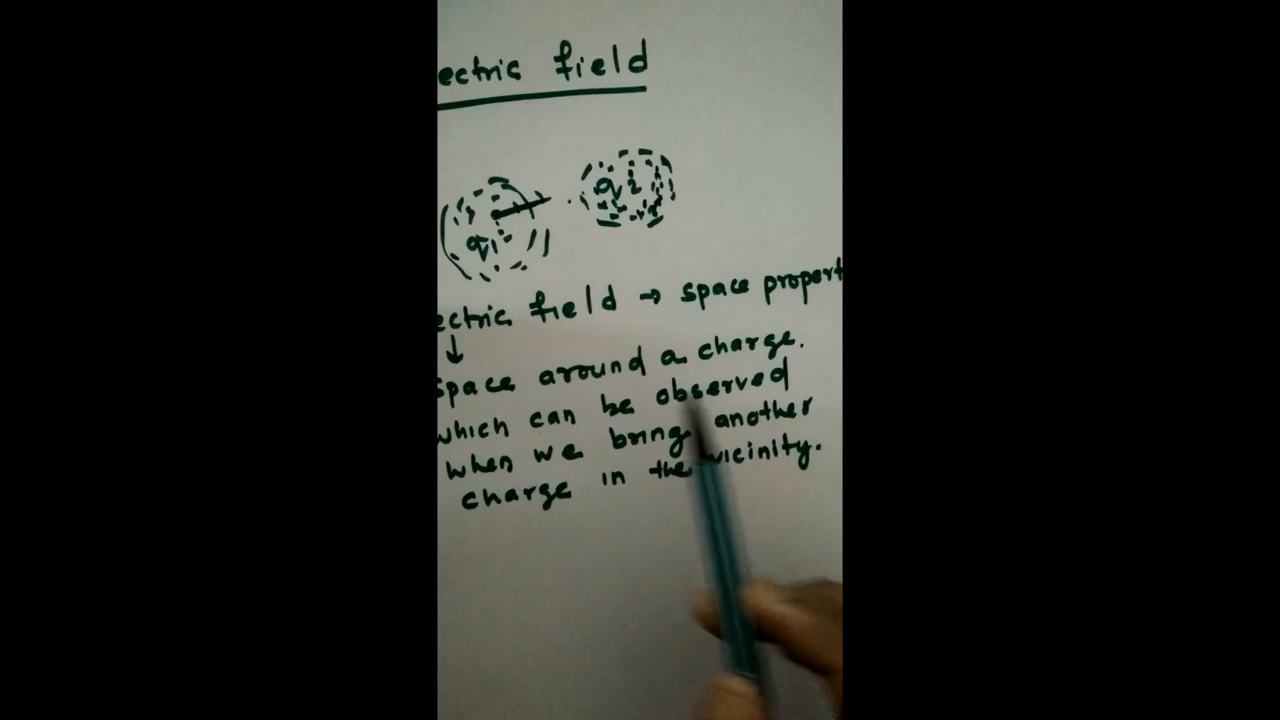 ectric field
q1 q2
ectric field → space propert
↓
space around a charge.
which can be observed
when we bring another
charge in the vicinity.